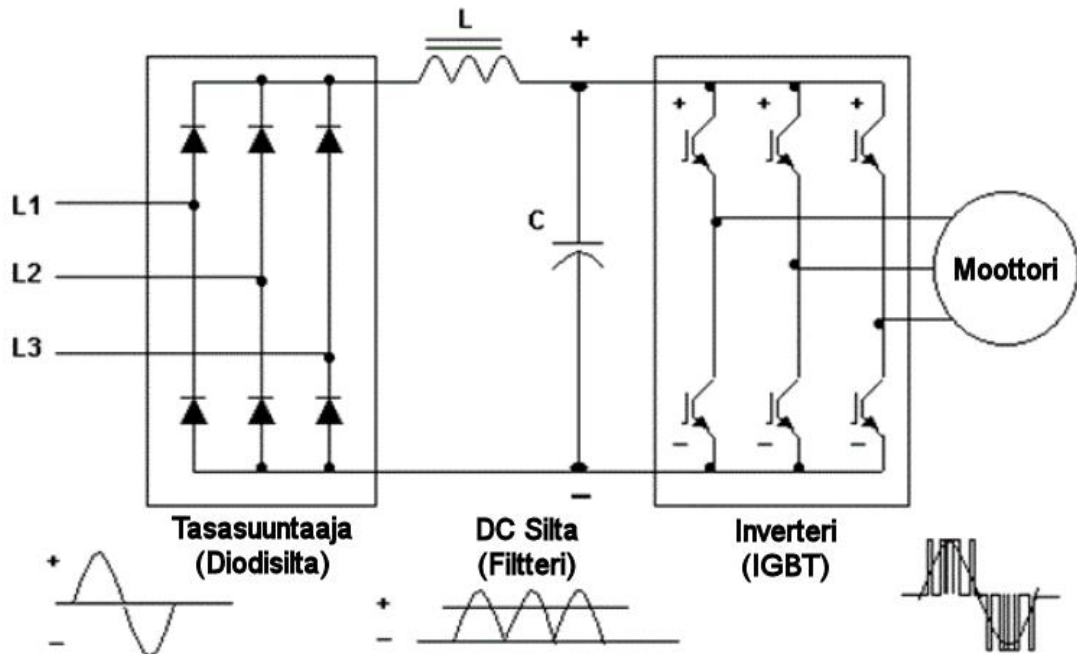 L
+
+ + +
L1
L2
C
Moottori
L3
− − −
−
Tasasuuntaaja
(Diodisilta)
DC Silta
(Filtteri)
Inverteri
(IGBT)
+
−
+
−